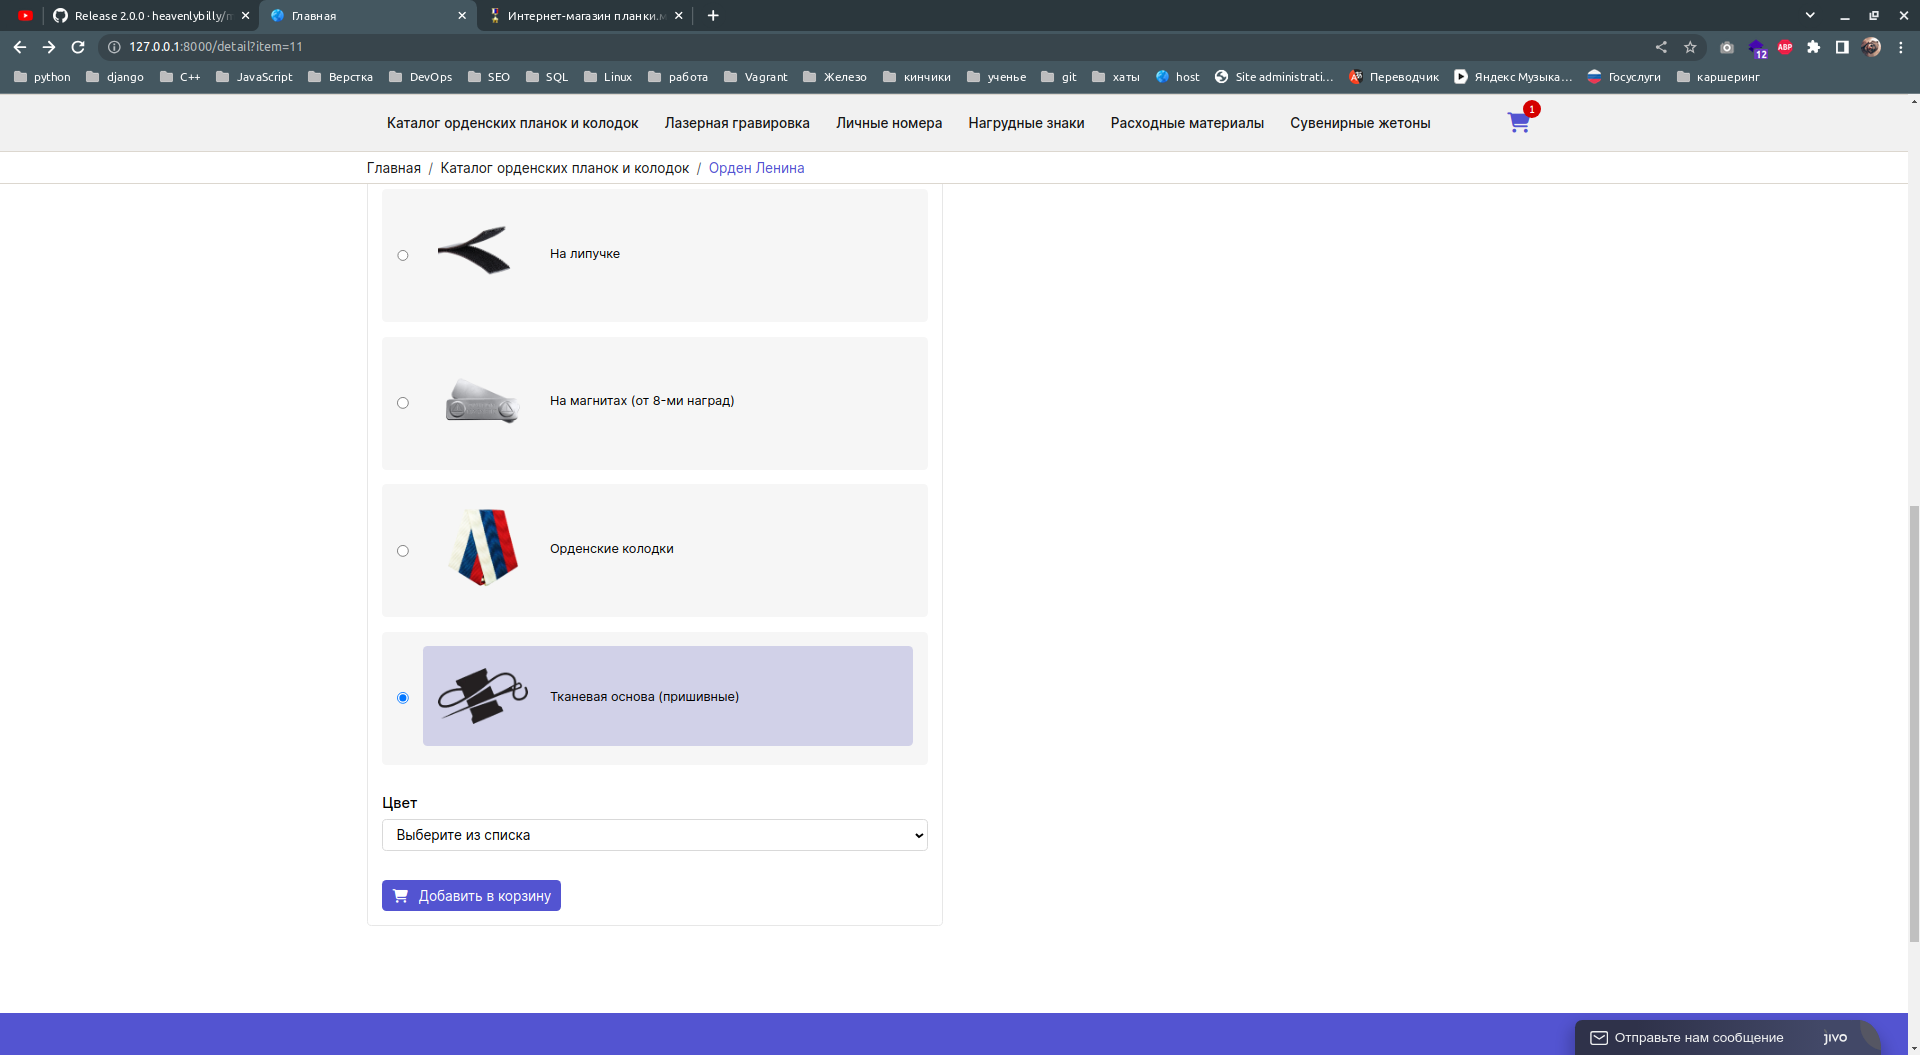 Release 2.0.0 · heavenlybilly/m
Главная
Интернет-магазин планки.м
127.0.0.1:8000/detail?item=11
12
ABP
python
django
C++
JavaScript
Верстка
DevOps
SEO
SQL
Linux
работа
Vagrant
Железо
кинчики
ученье
git
хаты
host
Site administrati...
Переводчик
Яндекс Музыка...
Госуслуги
каршеринг
Каталог орденских планок и колодок
Лазерная гравировка
Личные номера
Нагрудные знаки
Расходные материалы
Сувенирные жетоны
1
Главная / Каталог орденских планок и колодок / Орден Ленина
На липучке
На магнитах (от 8-ми наград)
Орденские колодки
Тканевая основа (пришивные)
Цвет
Выберите из списка
Добавить в корзину
Отправьте нам сообщение
jivo